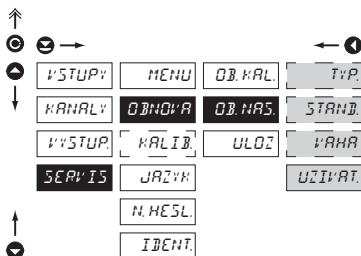 VSTUPY MENU OB. KAL. TYP.
KANALY OBNOVA OB. NAS. STAND.
VYSTUP. KALIB. ULOZ VAHA
SERVIS JAZYK UZIVAT.
N. HESL.
IDENT.